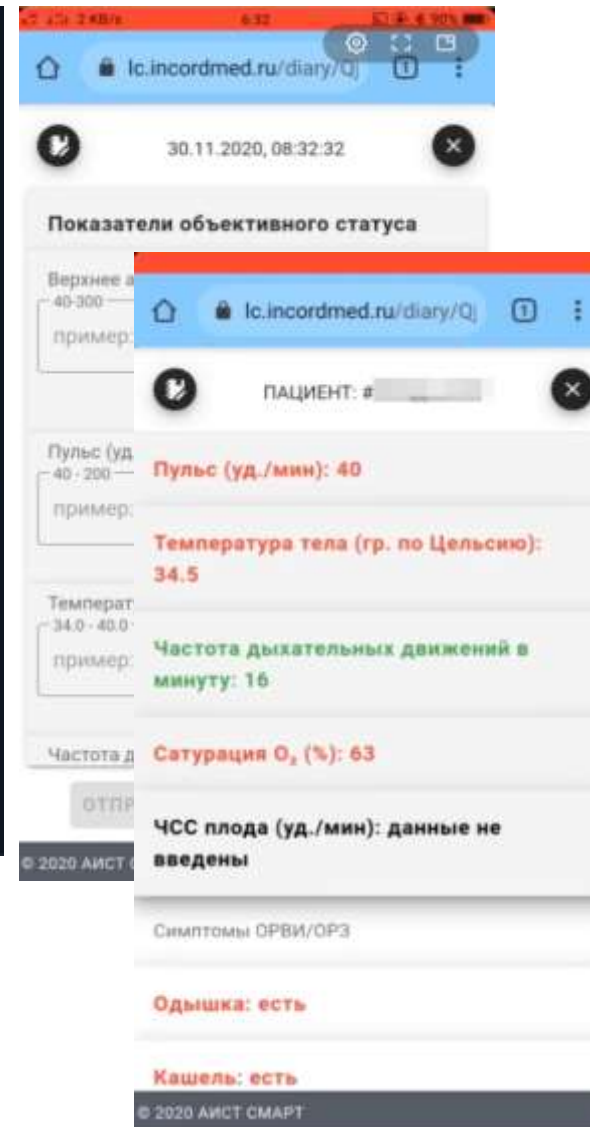 2 KB/s 6:32 90%
lc.incordmed.ru/diary/Qj 1
30.11.2020, 08:32:32
Показатели объективного статуса
Верхнее а
40-300
пример:
Пульс (уд.
40 - 200
пример:
Температ
34.0 - 40.0
пример:
Частота д
ОТПР
© 2020 АИСТ
lc.incordmed.ru/diary/Qj 1
ПАЦИЕНТ: #
Пульс (уд./мин): 40
Температура тела (гр. по Цельсию):
34.5
Частота дыхательных движений в
минуту: 16
Сатурация O₂ (%): 63
ЧСС плода (уд./мин): данные не
введены
Симптомы ОРВИ/ОРЗ
Одышка: есть
Кашель: есть
© 2020 АИСТ СМАРТ